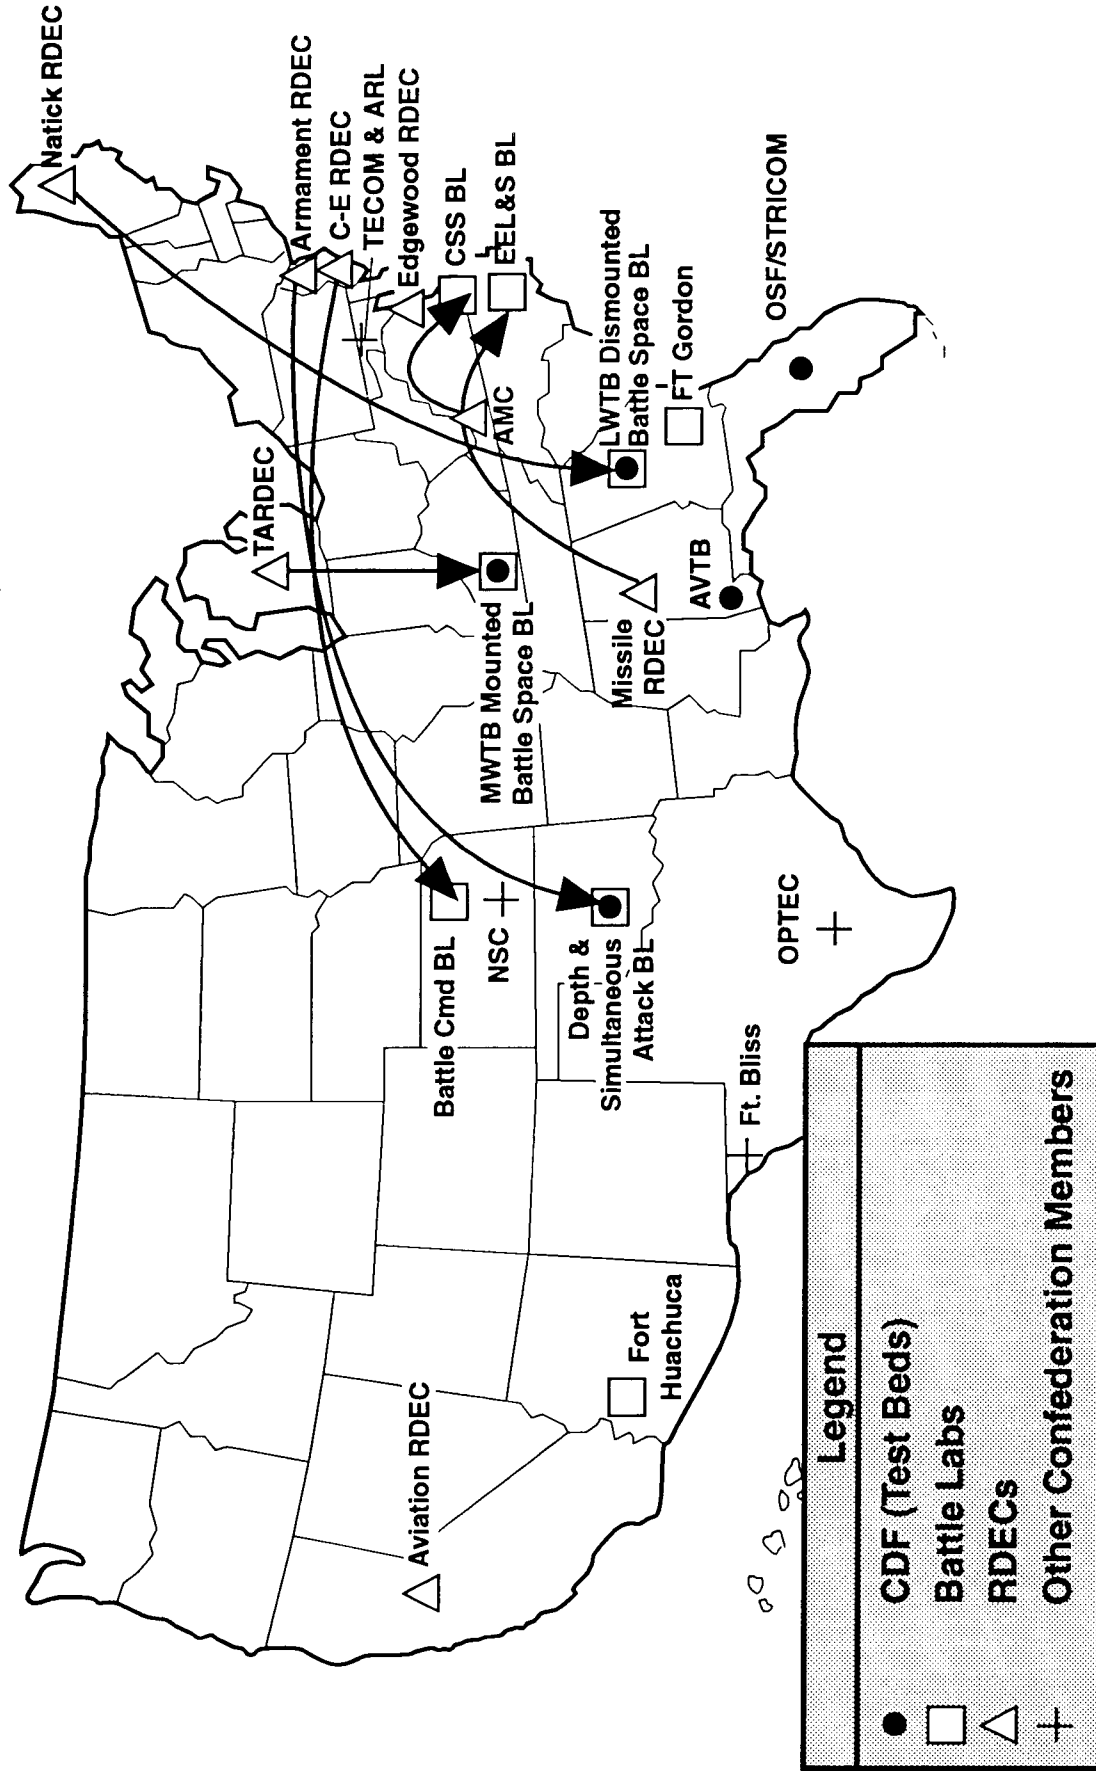 Natick RDEC
Armament RDEC
C-E RDEC
TECOM & ARL
Edgewood RDEC
CSS BL
EEL&S BL
TARDEC
AMC
LWTB Dismounted
Battle Space BL
FT Gordon
OSF/STRICOM
MWTB Mounted
Battle Space BL
Missile
RDEC
AVTB
Battle Cmd BL
NSC
Depth &
Simultaneous
Attack BL
OPTEC
Ft. Bliss
Aviation RDEC
Fort
Huachuca
Legend
CDF (Test Beds)
Battle Labs
RDECs
Other Confederation Members